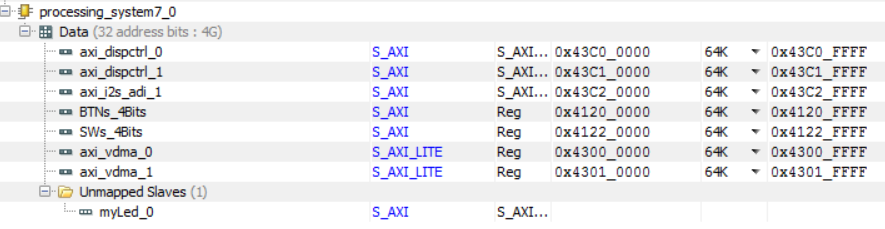 processing_system7_0
Data (32 address bits : 4G)
axi_dispctrl_0 S_AXI S_AXI... 0x43C0_0000 64K 0x43C0_FFFF
axi_dispctrl_1 S_AXI S_AXI... 0x43C1_0000 64K 0x43C1_FFFF
axi_i2s_adi_1 S_AXI S_AXI... 0x43C2_0000 64K 0x43C2_FFFF
BTNs_4Bits S_AXI Reg 0x4120_0000 64K 0x4120_FFFF
SWs_4Bits S_AXI Reg 0x4122_0000 64K 0x4122_FFFF
axi_vdma_0 S_AXI_LITE Reg 0x4300_0000 64K 0x4300_FFFF
axi_vdma_1 S_AXI_LITE Reg 0x4301_0000 64K 0x4301_FFFF
Unmapped Slaves (1)
myLed_0 S_AXI S_AXI...